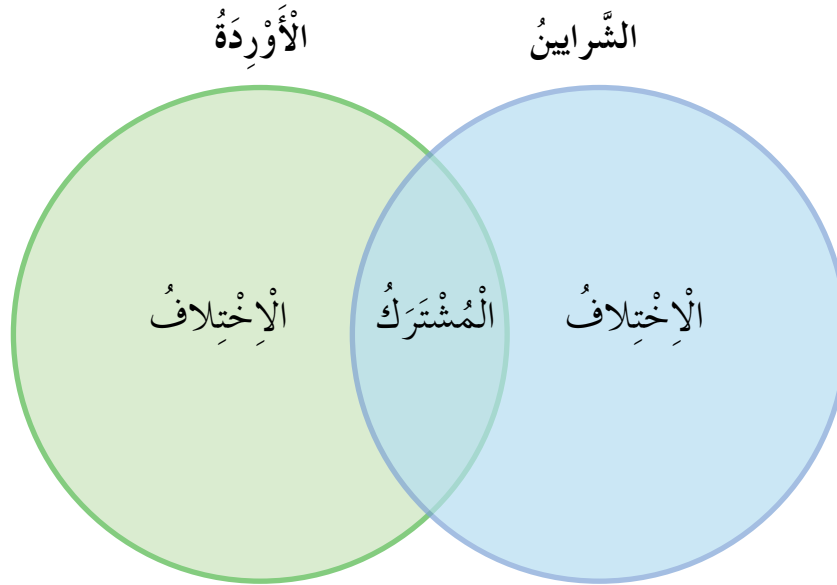 الشَّرايينُ
الْأَوْرِدَةُ
الْاِخْتِلافُ
الْمُشْتَرَكُ
الْاِخْتِلافُ